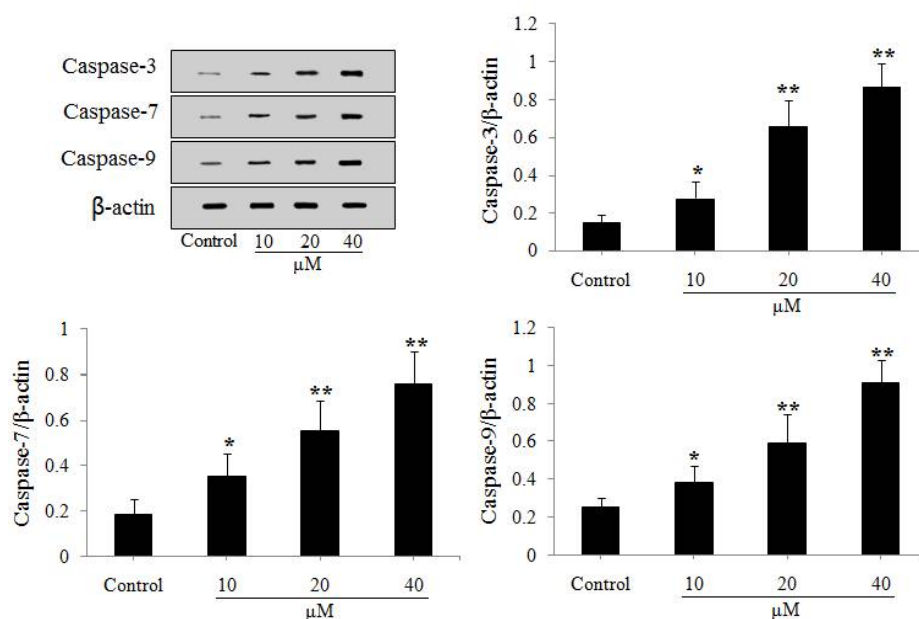 Caspase-3
Caspase-7
Caspase-9
β-actin
Control 10 20 40
µM
Caspase-3/β-actin
1.2
1
0.8
0.6
0.4
0.2
0
*
**
**
Control 10 20 40
µM
Caspase-7/β-actin
1
0.8
0.6
0.4
0.2
0
*
**
**
Control 10 20 40
µM
Caspase-9/β-actin
1.2
1
0.8
0.6
0.4
0.2
0
*
**
**
Control 10 20 40
µM